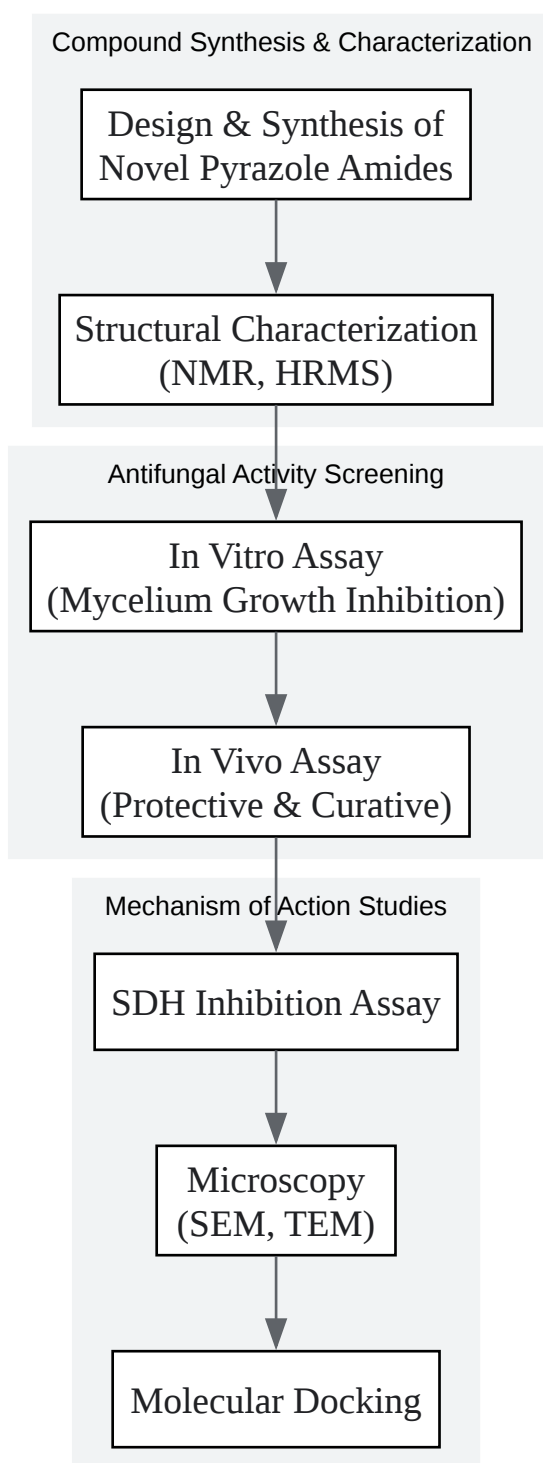 Compound Synthesis & Characterization
Design & Synthesis of
Novel Pyrazole Amides
Structural Characterization
(NMR, HRMS)
Antifungal Activity Screening
In Vitro Assay
(Mycelium Growth Inhibition)
In Vivo Assay
(Protective & Curative)
Mechanism of Action Studies
SDH Inhibition Assay
Microscopy
(SEM, TEM)
Molecular Docking